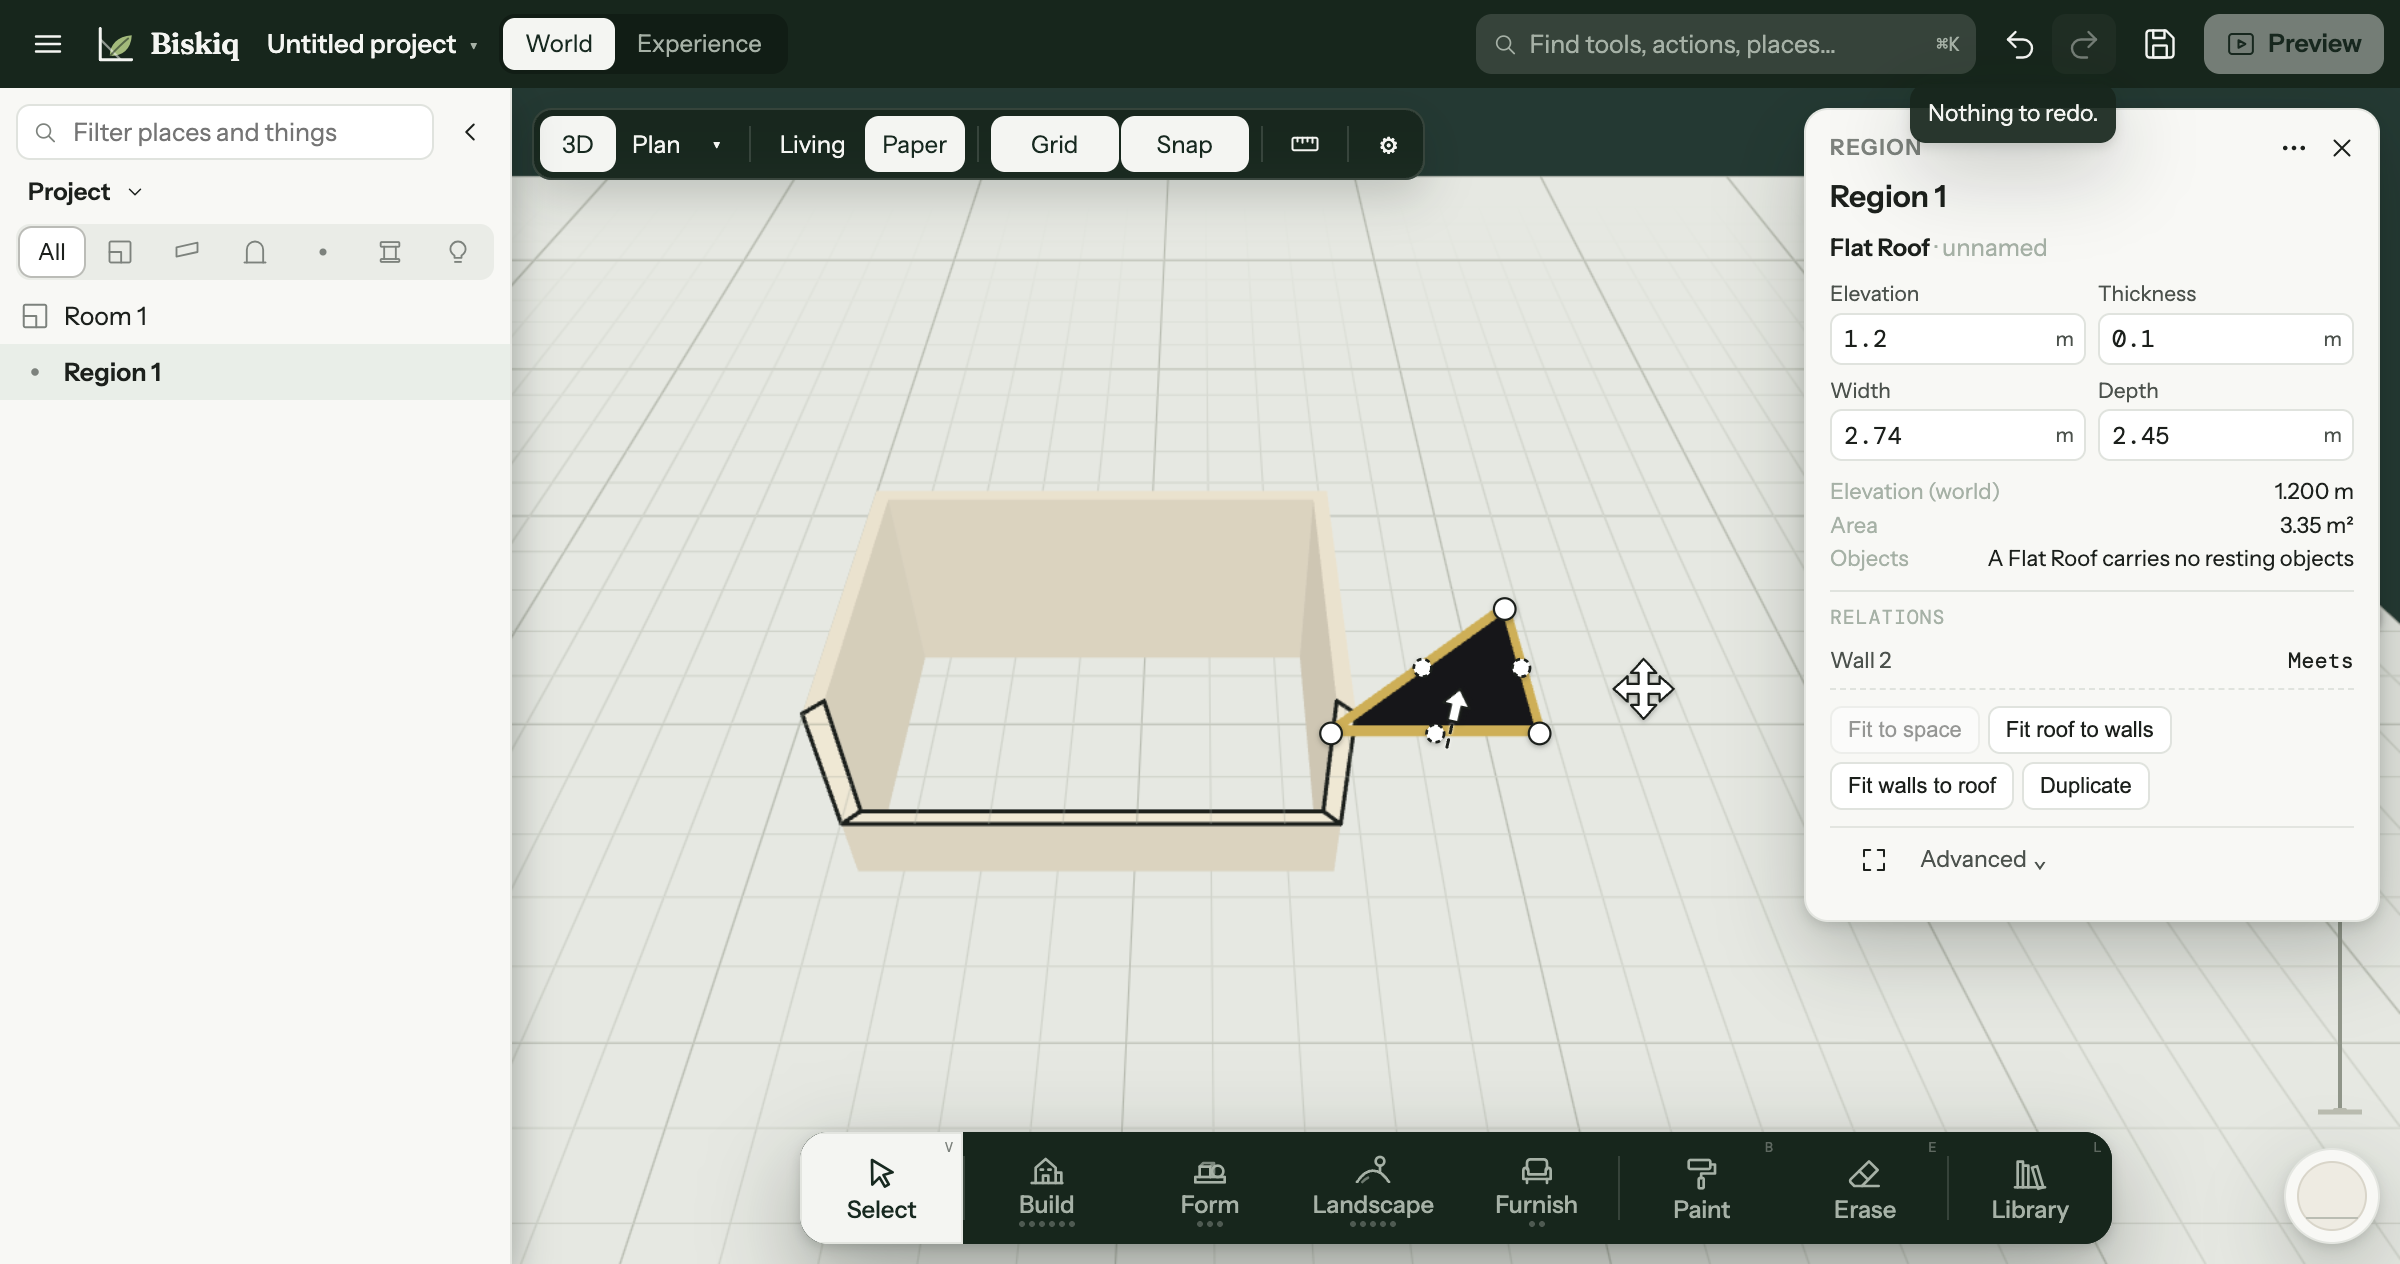 Biskiq
Untitled project
World
Experience
Find tools, actions, places...
⌘K
Preview
Nothing to redo.
Filter places and things
Project
All
Room 1
Region 1
3D
Plan
Living
Paper
Grid
Snap
REGION
Region 1
Flat Roof · unnamed
Elevation
Thickness
1.2 m
0.1 m
Width
Depth
2.74 m
2.45 m
Elevation (world) 1.200 m
Area 3.35 m²
Objects A Flat Roof carries no resting objects
RELATIONS
Wall 2 Meets
Fit to space
Fit roof to walls
Fit walls to roof
Duplicate
Advanced
V
Select
Build
Form
Landscape
Furnish
B
Paint
E
Erase
L
Library